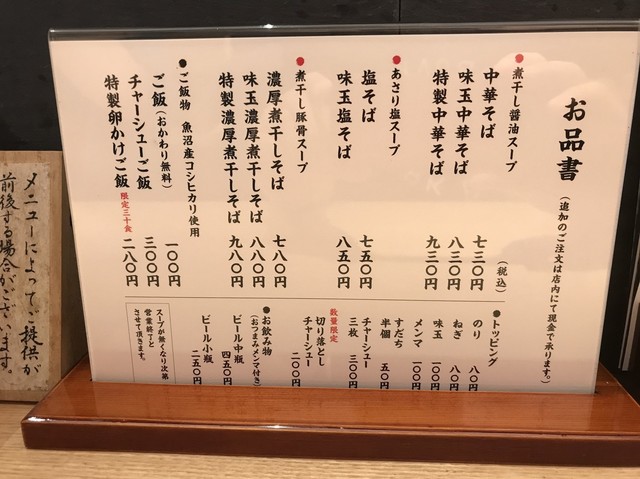 お品書
(追加のご注文は店内にて現金で承ります。)
●煮干し醤油スープ
(税込)
中華そば 七三〇円
味玉中華そば 八三〇円
特製中華そば 九三〇円
●あさり塩スープ
塩そば 七五〇円
味玉塩そば 八五〇円
●煮干し豚骨スープ
濃厚煮干しそば 七八〇円
味玉濃厚煮干しそば 八八〇円
特製濃厚煮干しそば 九八〇円
●ご飯物 魚沼産コシヒカリ使用
ご飯(おかわり無料) 一〇〇円
チャーシューご飯 三〇〇円
特製卵かけご飯 限定三十食 二八〇円
●トッピング
のり 八〇円
ねぎ 八〇円
味玉 一〇〇円
メンマ 一〇〇円
すだち
半個 五〇円
チャーシュー
三枚 三〇〇円
数量限定
切り落とし
チャーシュー 二〇〇円
●お飲み物
(おつまみメンマ付き)
ビール中瓶 四五〇円
ビール小瓶 二五〇円
スープが無くなり次第
営業終了と
させて頂きます。
メニューによってご提供が
前後する場合がございます。